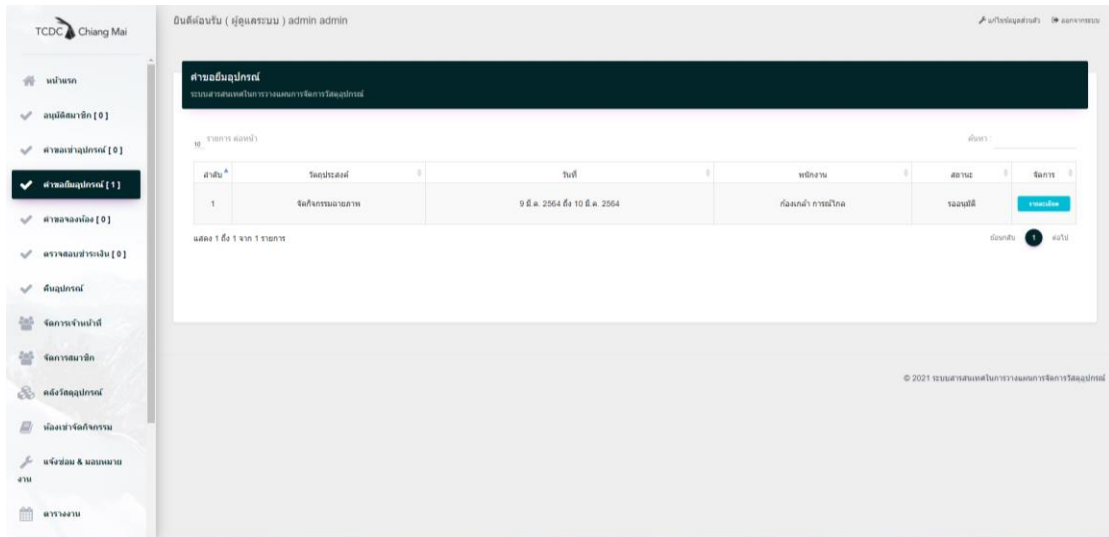 TCDC Chiang Mai
ยินดีต้อนรับ ( ผู้ดูแลระบบ ) admin admin
แก้ไขข้อมูลส่วนตัว
ออกจากระบบ
หน้าแรก
อนุมัติสมาชิก [ 0 ]
คำขอเช่าอุปกรณ์ [ 0 ]
คำขอยืมอุปกรณ์ [ 1 ]
คำขอจองห้อง [ 0 ]
ตรวจสอบชำระเงิน [ 0 ]
คืนอุปกรณ์
จัดการเจ้าหน้าที่
จัดการสมาชิก
คลังวัสดุอุปกรณ์
ห้องเช่าจัดกิจกรรม
แจ้งซ่อม & มอบหมาย
งาน
ตารางงาน
คำขอยืมอุปกรณ์
ระบบสารสนเทศในการวางแผนการจัดการวัสดุอุปกรณ์
10 รายการ ต่อหน้า
ค้นหา :
ลำดับ วัตถุประสงค์ วันที่ พนักงาน สถานะ จัดการ
1 จัดกิจกรรมฉายภาพ 9 มี.ค. 2564 ถึง 10 มี.ค. 2564 ก้องเกล้า การณ์ไกล รออนุมัติ รายละเอียด
แสดง 1 ถึง 1 จาก 1 รายการ
ย้อนกลับ 1 ต่อไป
© 2021 ระบบสารสนเทศในการวางแผนการจัดการวัสดุอุปกรณ์